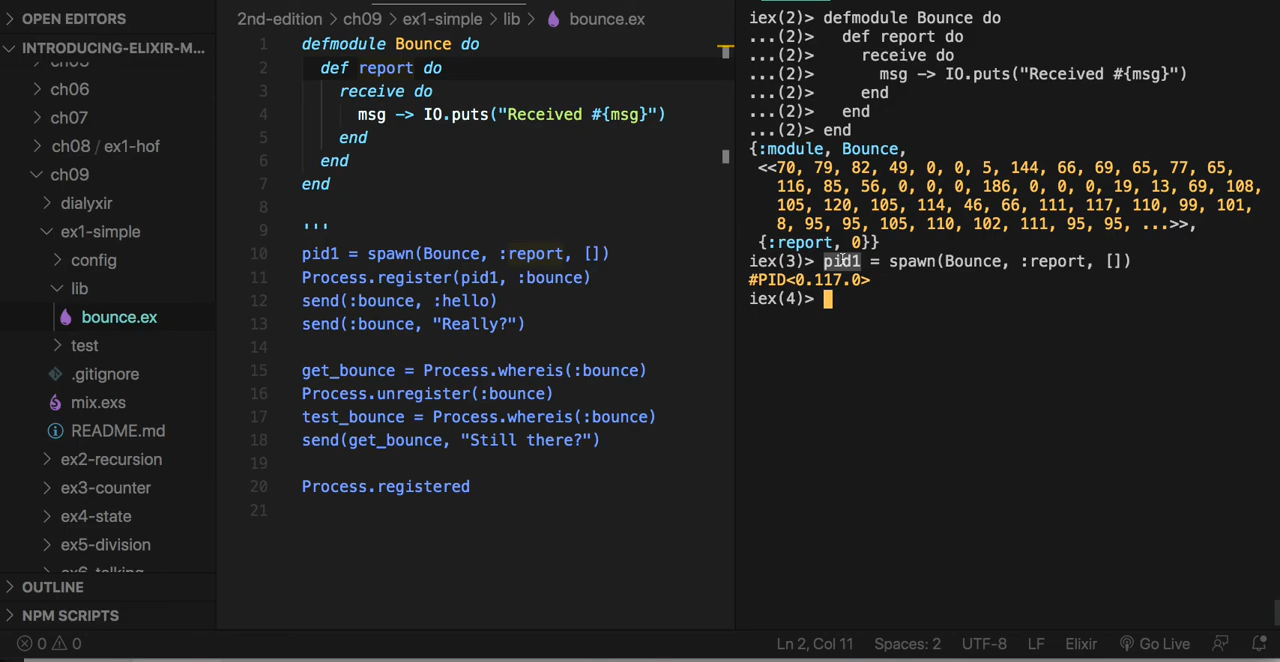 OPEN EDITORS
INTRODUCING-ELIXIR-M...
ch05
ch06
ch07
ch08 / ex1-hof
ch09
dialyxir
ex1-simple
config
lib
bounce.ex
test
.gitignore
mix.exs
README.md
ex2-recursion
ex3-counter
ex4-state
ex5-division
ex6-talking
OUTLINE
NPM SCRIPTS
2nd-edition > ch09 > ex1-simple > lib > bounce.ex
1 defmodule Bounce do
2 def report do
3 receive do
4 msg -> IO.puts("Received #{msg}")
5 end
6 end
7 end
8
9 '''
10 pid1 = spawn(Bounce, :report, [])
11 Process.register(pid1, :bounce)
12 send(:bounce, :hello)
13 send(:bounce, "Really?")
14
15 get_bounce = Process.whereis(:bounce)
16 Process.unregister(:bounce)
17 test_bounce = Process.whereis(:bounce)
18 send(get_bounce, "Still there?")
19
20 Process.registered
21
iex(2)> defmodule Bounce do
...(2)> def report do
...(2)> receive do
...(2)> msg -> IO.puts("Received #{msg}")
...(2)> end
...(2)> end
...(2)> end
{:module, Bounce,
<<70, 79, 82, 49, 0, 0, 5, 144, 66, 69, 65, 77, 65,
116, 85, 56, 0, 0, 0, 186, 0, 0, 0, 19, 13, 69, 108,
105, 120, 105, 114, 46, 66, 111, 117, 110, 99, 101,
8, 95, 95, 105, 110, 102, 111, 95, 95, ...>>,
{:report, 0}}
iex(3)> pid1 = spawn(Bounce, :report, [])
#PID<0.117.0>
iex(4)>
0 0 Ln 2, Col 11 Spaces: 2 UTF-8 LF Elixir Go Live